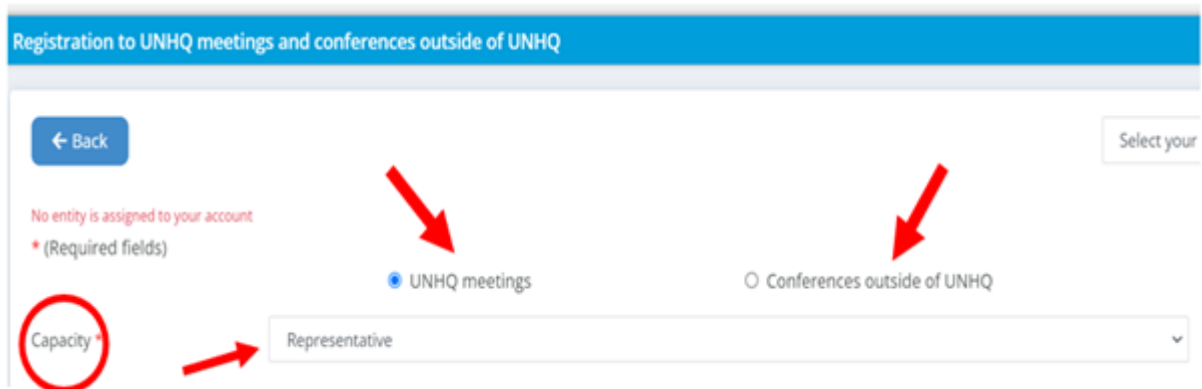 Registration to UNHQ meetings and conferences outside of UNHQ
← Back
Select your
No entity is assigned to your account
* (Required fields)
UNHQ meetings
Conferences outside of UNHQ
Capacity *
Representative